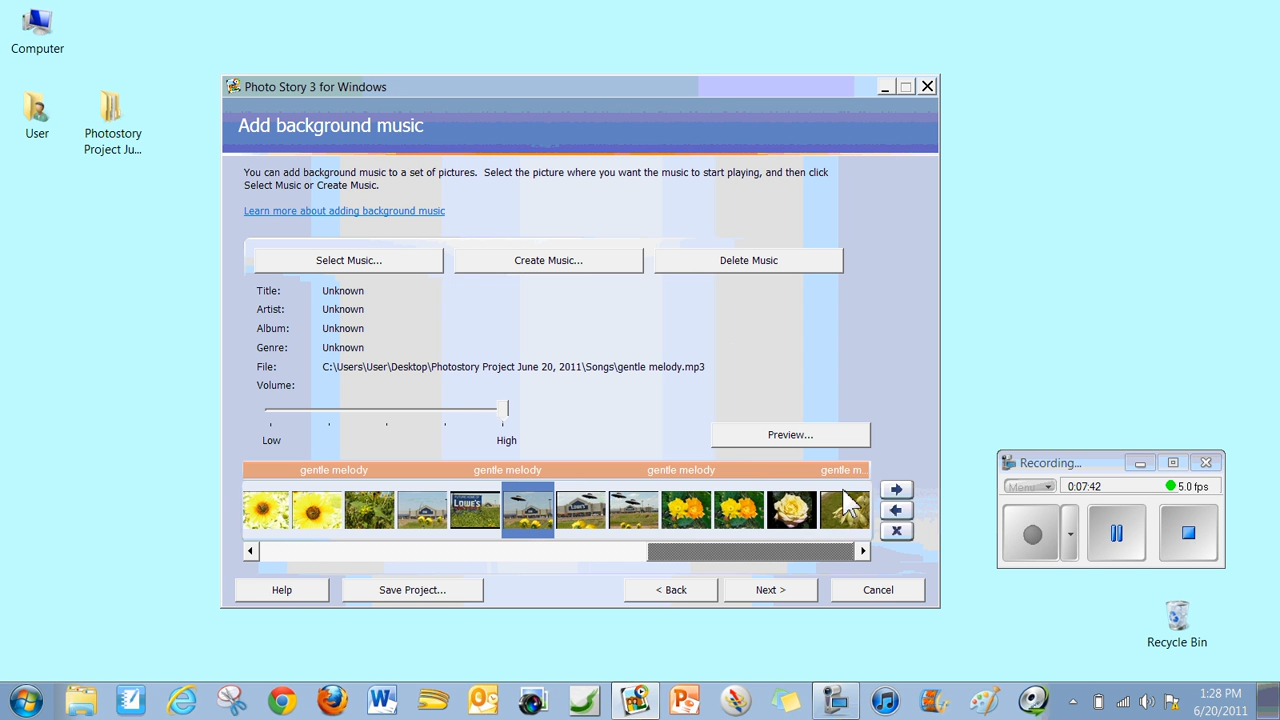 Computer
User
Photostory
Project Ju...
Photo Story 3 for Windows
Add background music
You can add background music to a set of pictures.  Select the picture where you want the music to start playing, and then click
Select Music or Create Music.
Learn more about adding background music
Select Music...
Create Music...
Delete Music
Title: Unknown
Artist: Unknown
Album: Unknown
Genre: Unknown
File: C:\Users\User\Desktop\Photostory Project June 20, 2011\Songs\gentle melody.mp3
Volume:
Low
High
Preview...
gentle melody
gentle melody
gentle melody
gentle m...
LOWE'S
Help
Save Project...
< Back
Next >
Cancel
Recording...
Menu
0:07:42
5.0 fps
Recycle Bin
1:28 PM
6/20/2011